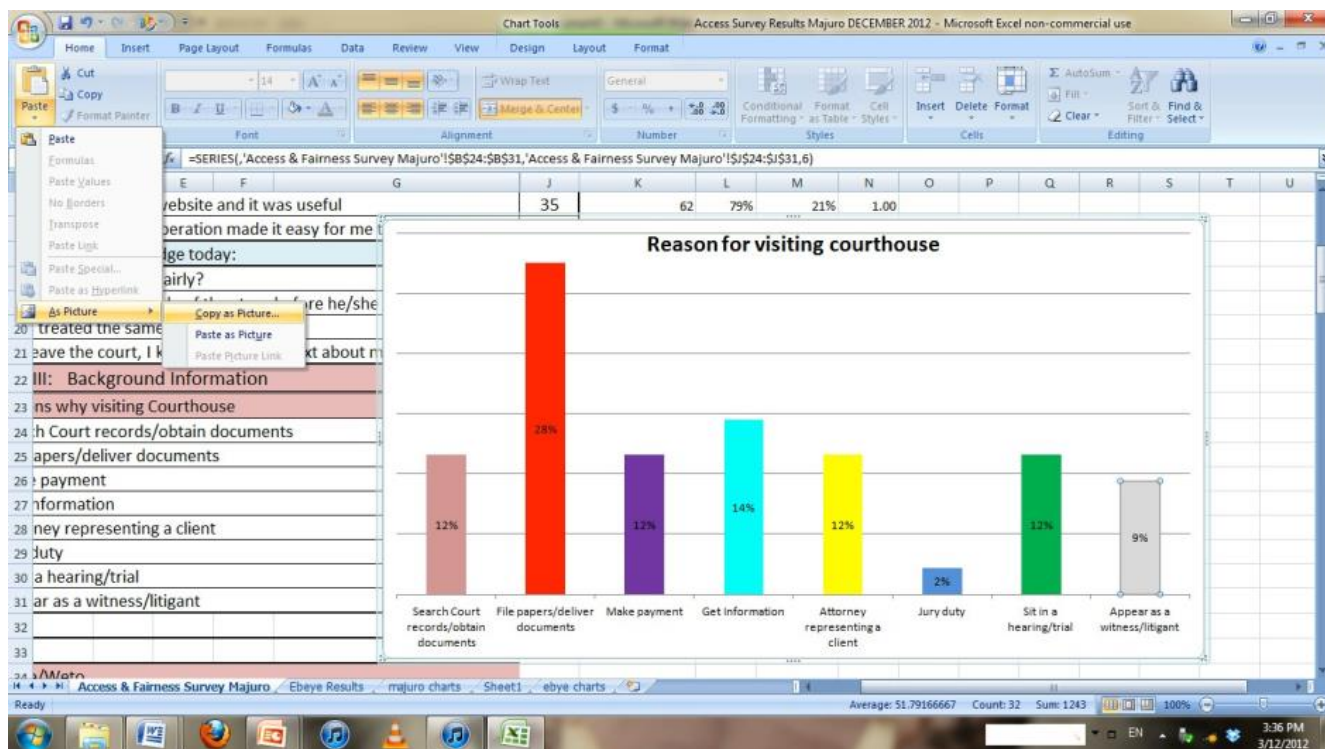 Chart Tools
Access Survey Results Majuro DECEMBER 2012 - Microsoft Excel non-commercial use
Home Insert Page Layout Formulas Data Review View Design Layout Format
Cut
Copy
Format Painter
Paste
14
Wrap Text
Merge & Center
General
Conditional Formatting
Format as Table
Cell Styles
Insert Delete Format
AutoSum
Fill
Clear
Sort & Filter
Find & Select
Font Alignment Number Styles Cells Editing
Paste
Formulas
Paste Values
No Borders
Transpose
Paste Link
Paste Special...
Paste as Hyperlink
As Picture
Copy as Picture...
Paste as Picture
Paste Picture Link
=SERIES(,'Access & Fairness Survey Majuro'!$B$24:$B$31,'Access & Fairness Survey Majuro'!$J$24:$J$31,6)
E F G J K L M N O P Q R S T U
website and it was useful 35 62 79% 21% 1.00
peration made it easy for me t
dge today:
airly?
re he/she
20 treated the same
21 eave the court, I k xt about m
22 III: Background Information
23 ns why visiting Courthouse
24 h Court records/obtain documents
25 apers/deliver documents
26 payment
27 nformation
28 ney representing a client
29 duty
30 a hearing/trial
31 ar as a witness/litigant
32
33
Reason for visiting courthouse
12% 28% 12% 14% 12% 2% 12% 9%
Search Court records/obtain documents
File papers/deliver documents
Make payment
Get Information
Attorney representing a client
Jury duty
Sit in a hearing/trial
Appear as a witness/litigant
Access & Fairness Survey Majuro Ebeye Results majuro charts Sheet1 ebye charts
Ready Average: 51.79166667 Count: 32 Sum: 1243 100%
EN 3:36 PM
3/12/2012